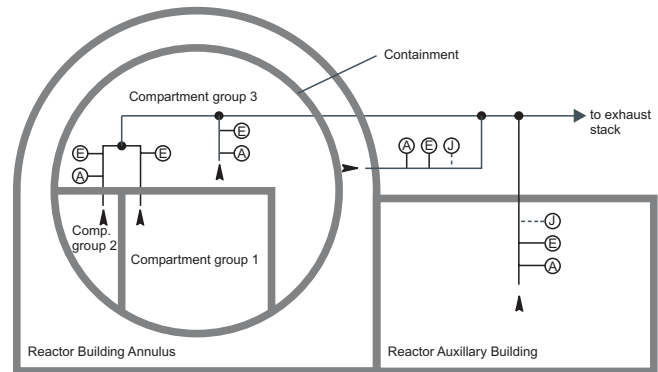 Containment
Compartment group 3
to exhaust
stack
E
A
E
E
A
A E J
Comp.
group 2
Compartment group 1
J
E
A
Reactor Building Annulus
Reactor Auxillary Building